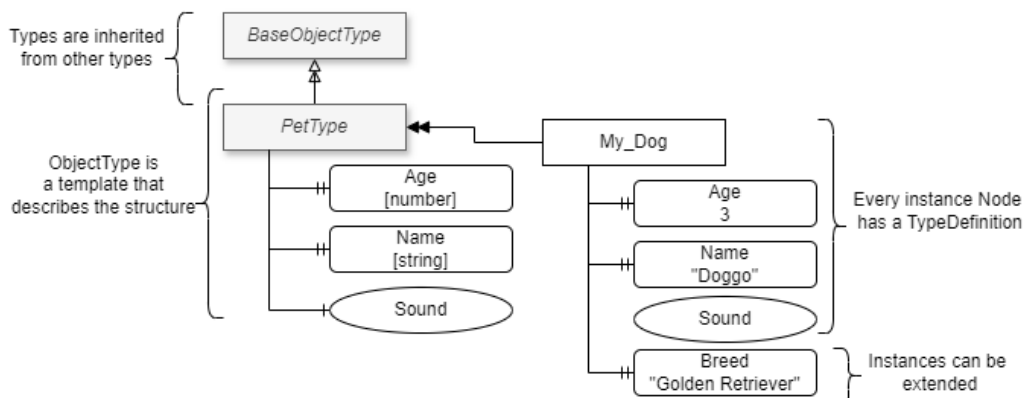 Types are inherited
from other types
BaseObjectType
PetType
ObjectType is
a template that
describes the structure
Age
[number]
Name
[string]
Sound
My_Dog
Age
3
Name
"Doggo"
Sound
Breed
"Golden Retriever"
Every instance Node
has a TypeDefinition
Instances can be
extended